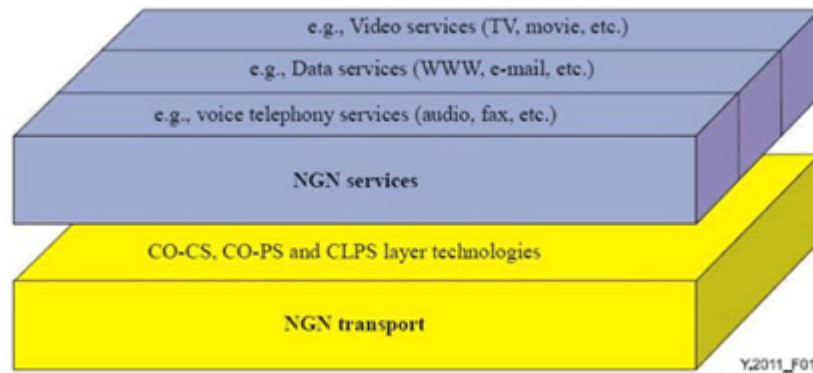 e.g., Video services (TV, movie, etc.)
e.g., Data services (WWW, e-mail, etc.)
e.g., voice telephony services (audio, fax, etc.)
NGN services
CO-CS, CO-PS and CLPS layer technologies
NGN transport
Y.2011_F01